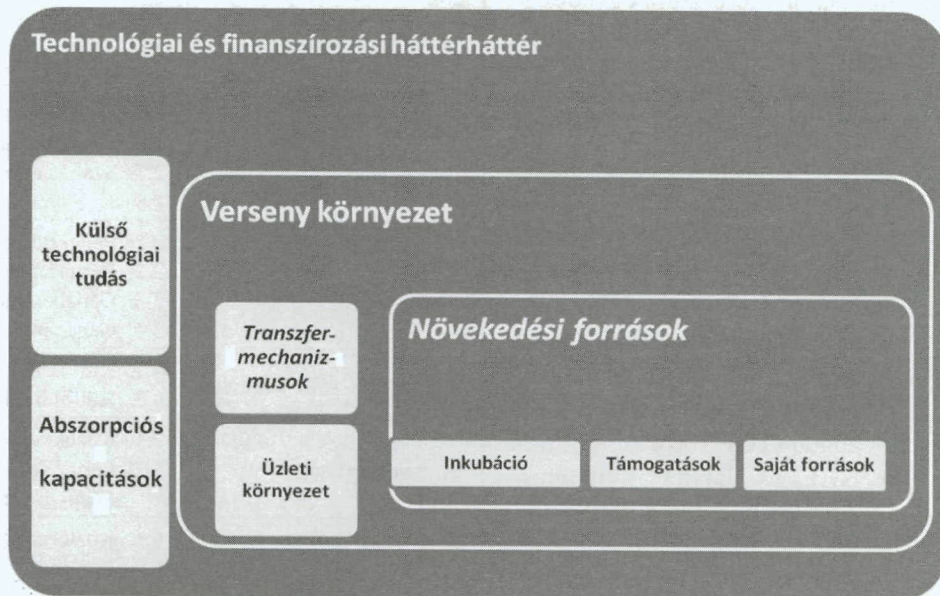 Technológiai és finanszírozási háttérháttér
Külső
technológiai
tudás
Abszorpciós
kapacitások
Verseny környezet
Transzfer-
mechaniz-
musok
Üzleti
környezet
Növekedési források
Inkubáció
Támogatások
Saját források